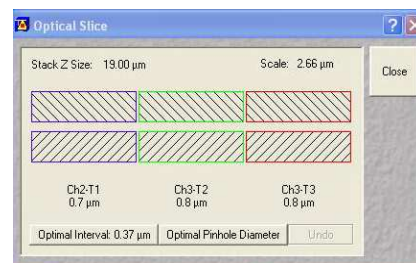 Optical Slice
Stack Z Size: 19.00 µm Scale: 2.66 µm
Close
Ch2-T1 Ch3-T2 Ch3-T3
0.7 µm 0.8 µm 0.8 µm
Optimal Interval: 0.37 µm Optimal Pinhole Diameter Undo